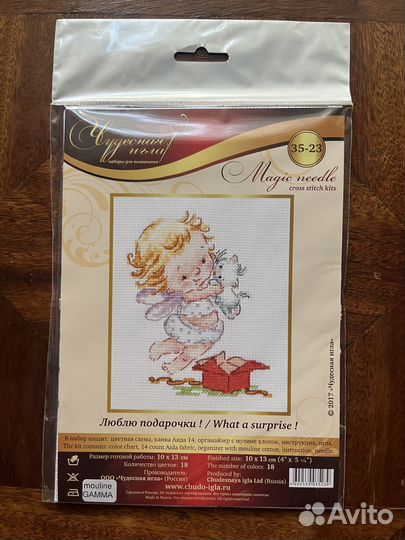 Чудесная
игла
наборы для вышивания
35-23
Magic needle
cross stitch kits
© 2017 «Чудесная игла»
Люблю подарочки ! / What a surprise !
В набор входит: цветная схема, канва Аида 14, органайзер с мулине хлопок, инструкция, игла.
The kit contains: color chart, 14 count Aida fabric, organizer with mouline cotton, instruction, needle.
Размер готовой работы: 10 x 13 см
Количество цветов: 18
Производитель:
ООО «Чудесная игла» (Россия)
Finished size: 10 x 13 cm (4" x 5 ⅛")
The number of colors: 18
Produced by:
Chudesnaya igla Ltd (Russia)
www.chudo-igla.ru
mouline
GAMMA
Avito